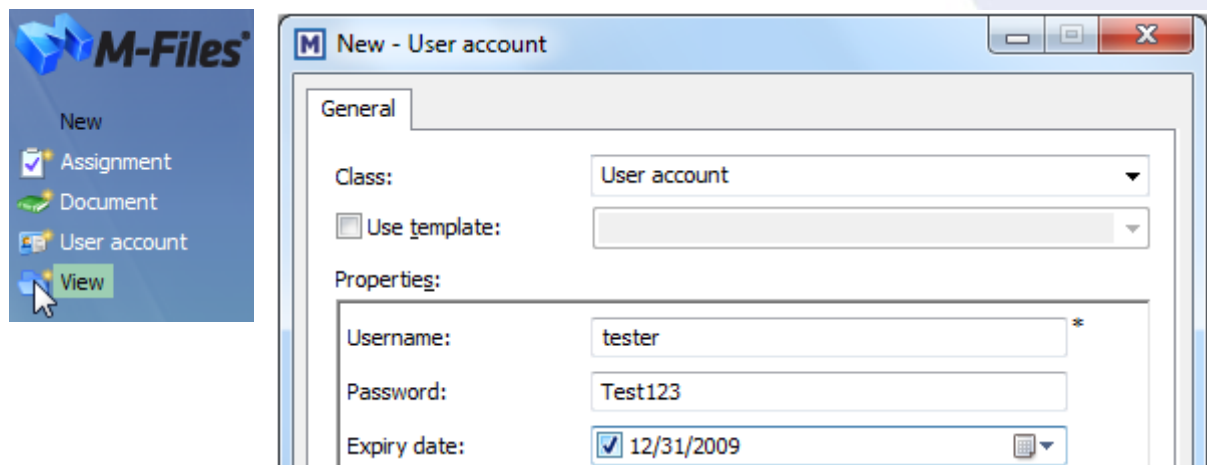 M-Files
New
Assignment
Document
User account
View
M New - User account
General
Class: User account
Use template:
Properties:
Username: tester *
Password: Test123
Expiry date: 12/31/2009